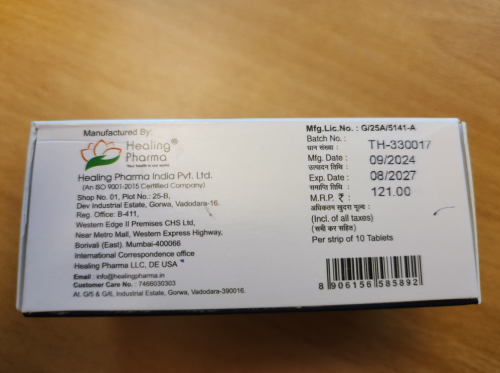 Manufactured By:
Healing®
Pharma
Your health is our world
Healing Pharma India Pvt. Ltd.
(An ISO 9001-2015 Certified Company)
Shop No. 01, Plot No.: 25-B,
Dev Industrial Estate, Gorwa, Vadodara-16.
Reg. Office: B-411,
Western Edge II Premises CHS Ltd,
Near Metro Mall, Western Express Highway,
Borivali (East). Mumbai-400066
International Correspondence office
Healing Pharma LLC, DE USA
Email : info@healingpharma.in
Customer Care No. : 7466030303
At. G/5 & G/6, Industrial Estate, Gorwa, Vadodara-390016.
Mfg.Lic.No. : G/25A/5141-A
Batch No. : TH-330017
घान संख्या :
Mfg. Date : 09/2024
उत्पादन तिथि :
Exp. Date : 08/2027
समाप्ति तिथि :
M.R.P. ₹ : 121.00
अधिकतम खुदरा मूल्य :
(Incl. of all taxes)
(सभी कर सहित)
Per strip of 10 Tablets
8 906156 585892